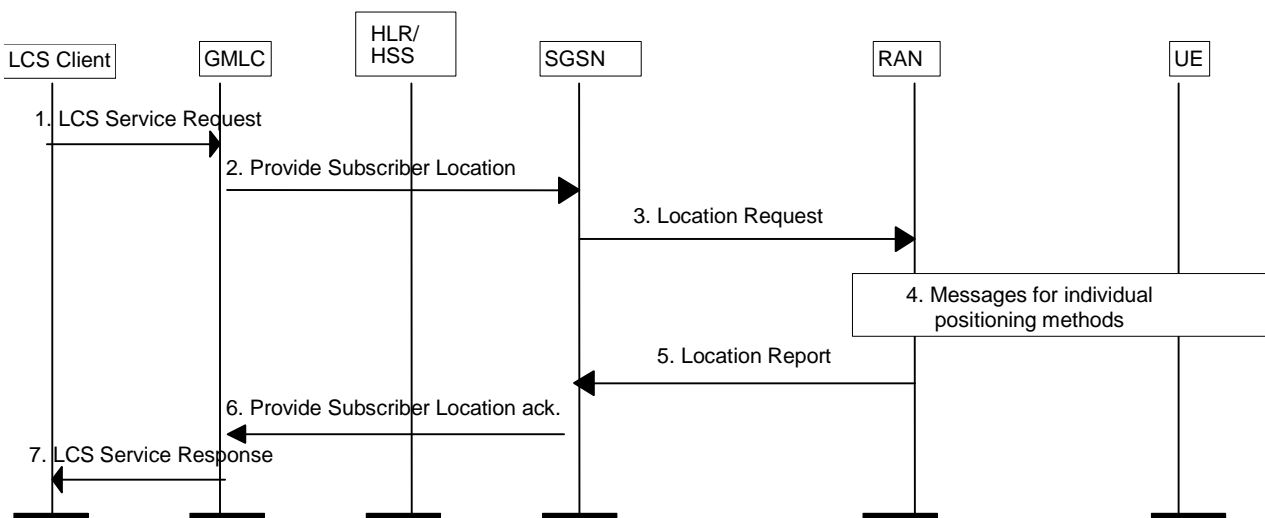 HLR/
HSS
LCS Client
GMLC
SGSN
RAN
UE
1. LCS Service Request
2. Provide Subscriber Location
3. Location Request
4. Messages for individual
positioning methods
5. Location Report
6. Provide Subscriber Location ack.
7. LCS Service Response